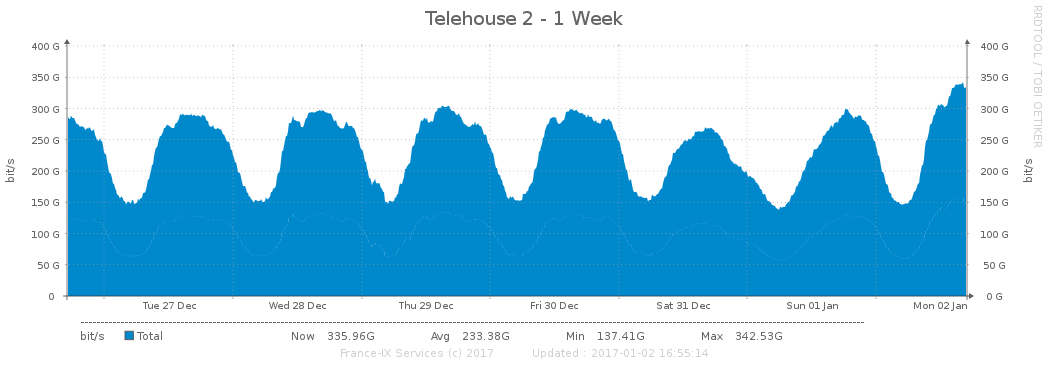 Telehouse 2 - 1 Week
RRDTOOL / TOBI OETIKER
400 G 400 G
350 G 350 G
300 G 300 G
250 G 250 G
200 G 200 G
150 G 150 G
100 G 100 G
50 G 50 G
0 0 G
bit/s bit/s
Tue 27 Dec Wed 28 Dec Thu 29 Dec Fri 30 Dec Sat 31 Dec Sun 01 Jan Mon 02 Jan
bit/s Total Now 335.96G Avg 233.38G Min 137.41G Max 342.53G
France-IX Services (c) 2017 Updated : 2017-01-02 16:55:14